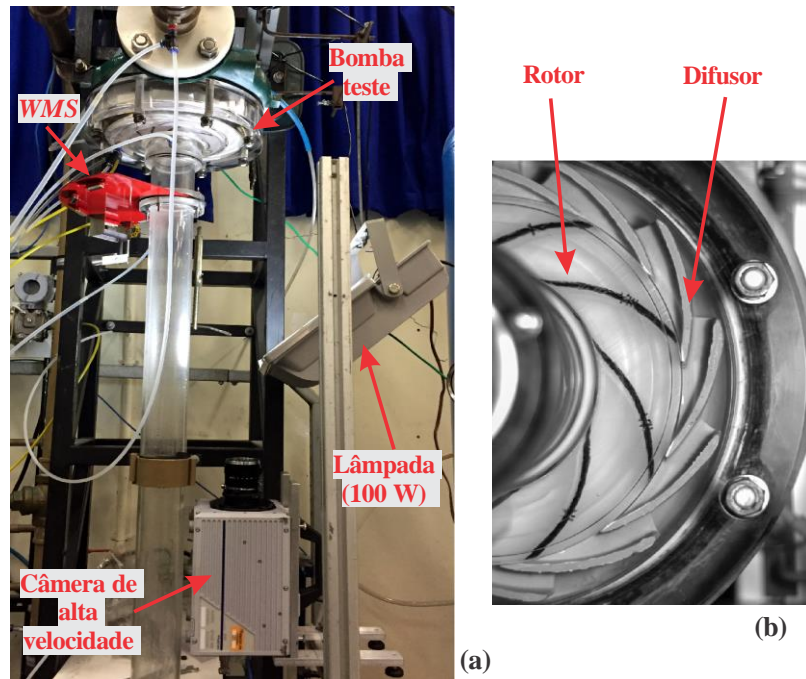 Bomba
teste
WMS
Lâmpada
(100 W)
Câmera de
alta
velocidade
(a)
Rotor
Difusor
(b)